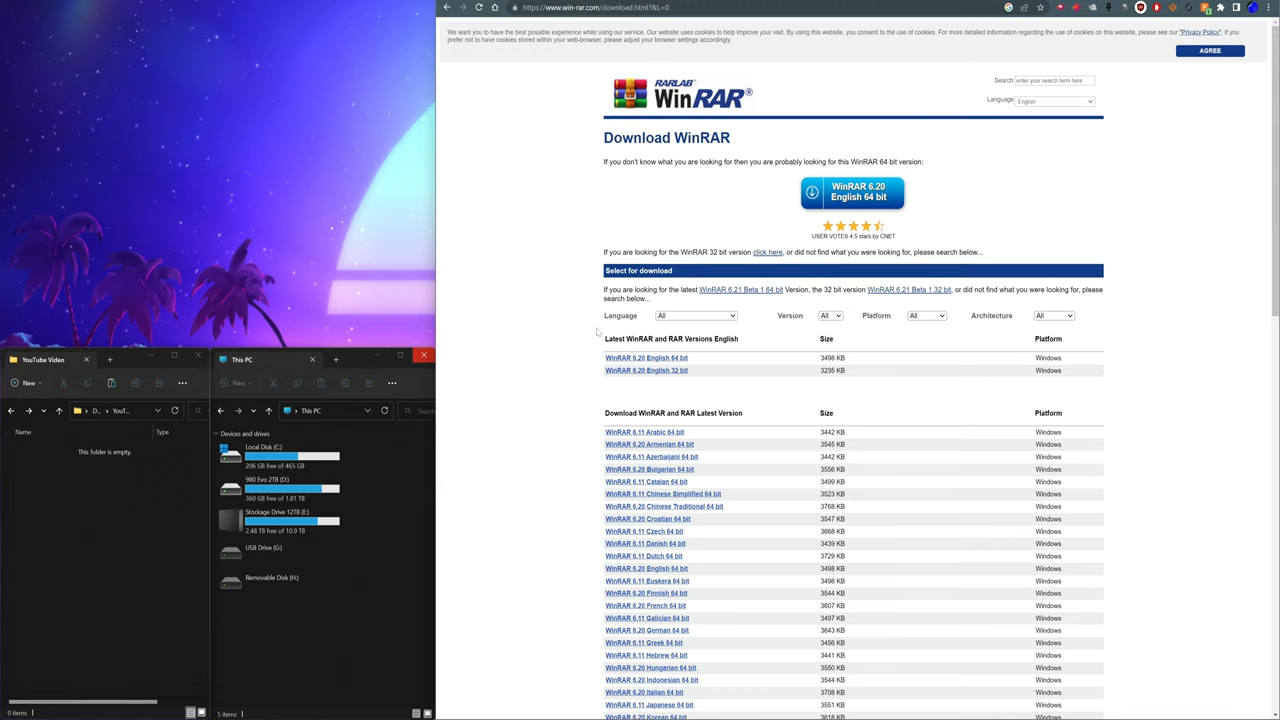 https://www.win-rar.com/download.html?&L=0
We want you to have the best possible experience while using our service. Our website uses cookies to help improve your visit. By using this website, you consent to the use of cookies. For more detailed information regarding the use of cookies on this website, please see our "Privacy Policy". If you
prefer not to have cookies stored within your web-browser, please adjust your browser settings accordingly.
AGREE
RARLAB
WinRAR®
Search enter your search term here
Language: English
Download WinRAR
If you don't know what you are looking for then you are probably looking for this WinRAR 64 bit version:
WinRAR 6.20
English 64 bit
USER VOTES 4.5 stars by CNET
If you are looking for the WinRAR 32 bit version click here, or did not find what you were looking for, please search below...
Select for download
If you are looking for the latest WinRAR 6.21 Beta 1 64 bit Version, the 32 bit version WinRAR 6.21 Beta 1 32 bit, or did not find what you were looking for, please
search below...
Language All Version All Platform All Architecture All
Latest WinRAR and RAR Versions English Size Platform
WinRAR 6.20 English 64 bit 3498 KB Windows
WinRAR 6.20 English 32 bit 3235 KB Windows
Download WinRAR and RAR Latest Version Size Platform
WinRAR 6.11 Arabic 64 bit 3442 KB Windows
WinRAR 6.20 Armenian 64 bit 3545 KB Windows
WinRAR 6.11 Azerbaijani 64 bit 3442 KB Windows
WinRAR 6.20 Bulgarian 64 bit 3556 KB Windows
WinRAR 6.11 Catalan 64 bit 3499 KB Windows
WinRAR 6.11 Chinese Simplified 64 bit 3523 KB Windows
WinRAR 6.20 Chinese Traditional 64 bit 3768 KB Windows
WinRAR 6.20 Croatian 64 bit 3547 KB Windows
WinRAR 6.11 Czech 64 bit 3668 KB Windows
WinRAR 6.11 Danish 64 bit 3439 KB Windows
WinRAR 6.11 Dutch 64 bit 3729 KB Windows
WinRAR 6.20 English 64 bit 3498 KB Windows
WinRAR 6.11 Euskera 64 bit 3498 KB Windows
WinRAR 6.20 Finnish 64 bit 3544 KB Windows
WinRAR 6.20 French 64 bit 3607 KB Windows
WinRAR 6.11 Galician 64 bit 3497 KB Windows
WinRAR 6.20 German 64 bit 3643 KB Windows
WinRAR 6.11 Greek 64 bit 3456 KB Windows
WinRAR 6.11 Hebrew 64 bit 3441 KB Windows
WinRAR 6.20 Hungarian 64 bit 3550 KB Windows
WinRAR 6.20 Indonesian 64 bit 3544 KB Windows
WinRAR 6.20 Italian 64 bit 3708 KB Windows
WinRAR 6.11 Japanese 64 bit 3551 KB Windows
WinRAR 6.20 Korean 64 bit 3618 KB Windows
YouTube Video
New
D... YouT...
Name Type
This folder is empty.
0 items
This PC
New
This PC Search
Devices and drives
Local Disk (C:)
206 GB free of 465 GB
980 Evo 2TB (D:)
360 GB free of 1.81 TB
Stockage Drive 12TB (E:)
2.48 TB free of 10.9 TB
USB Drive (G:)
Removable Disk (H:)
5 items